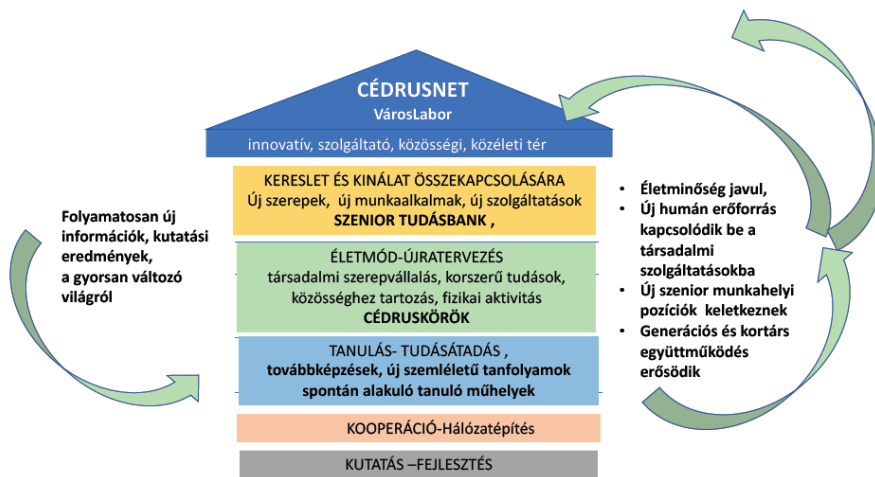 CÉDRUSNET
VárosLabor
innovatív, szolgáltató, közösségi, közéleti tér
KERESLET ÉS KINÁLAT ÖSSZEKAPCSOLÁSÁRA
Új szerepek, új munkaalkalmak, új szolgáltatások
SZENIOR TUDÁSBANK ,
ÉLETMÓD-ÚJRATERVEZÉS
társadalmi szerepvállalás, korszerű tudások,
közösséghez tartozás, fizikai aktivitás
CÉDRUSKÖRÖK
TANULÁS- TUDÁSÁTADÁS ,
továbbképzések, új szemléletű tanfolyamok
spontán alakuló tanuló műhelyek
KOOPERÁCIÓ-Hálózatépítés
KUTATÁS –FEJLESZTÉS
Folyamatosan új
információk, kutatási
eredmények,
a gyorsan változó
világról
• Életminőség javul,
• Új humán erőforrás
kapcsolódik be a
társadalmi
szolgáltatásokba
• Új szenior munkahelyi
pozíciók keletkeznek
• Generációs és kortárs
együttműködés
erősödik